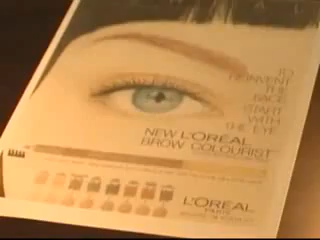 TO
REINVENT
THE
FACE
START
WITH
THE EYE
NEW L'ORÉAL
BROW COLOURIST
L'ORÉAL
PARIS